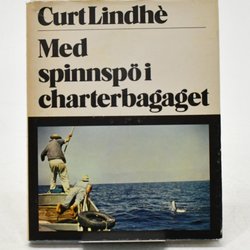 Curt Lindhè
Med
spinnspö i
charterbagaget